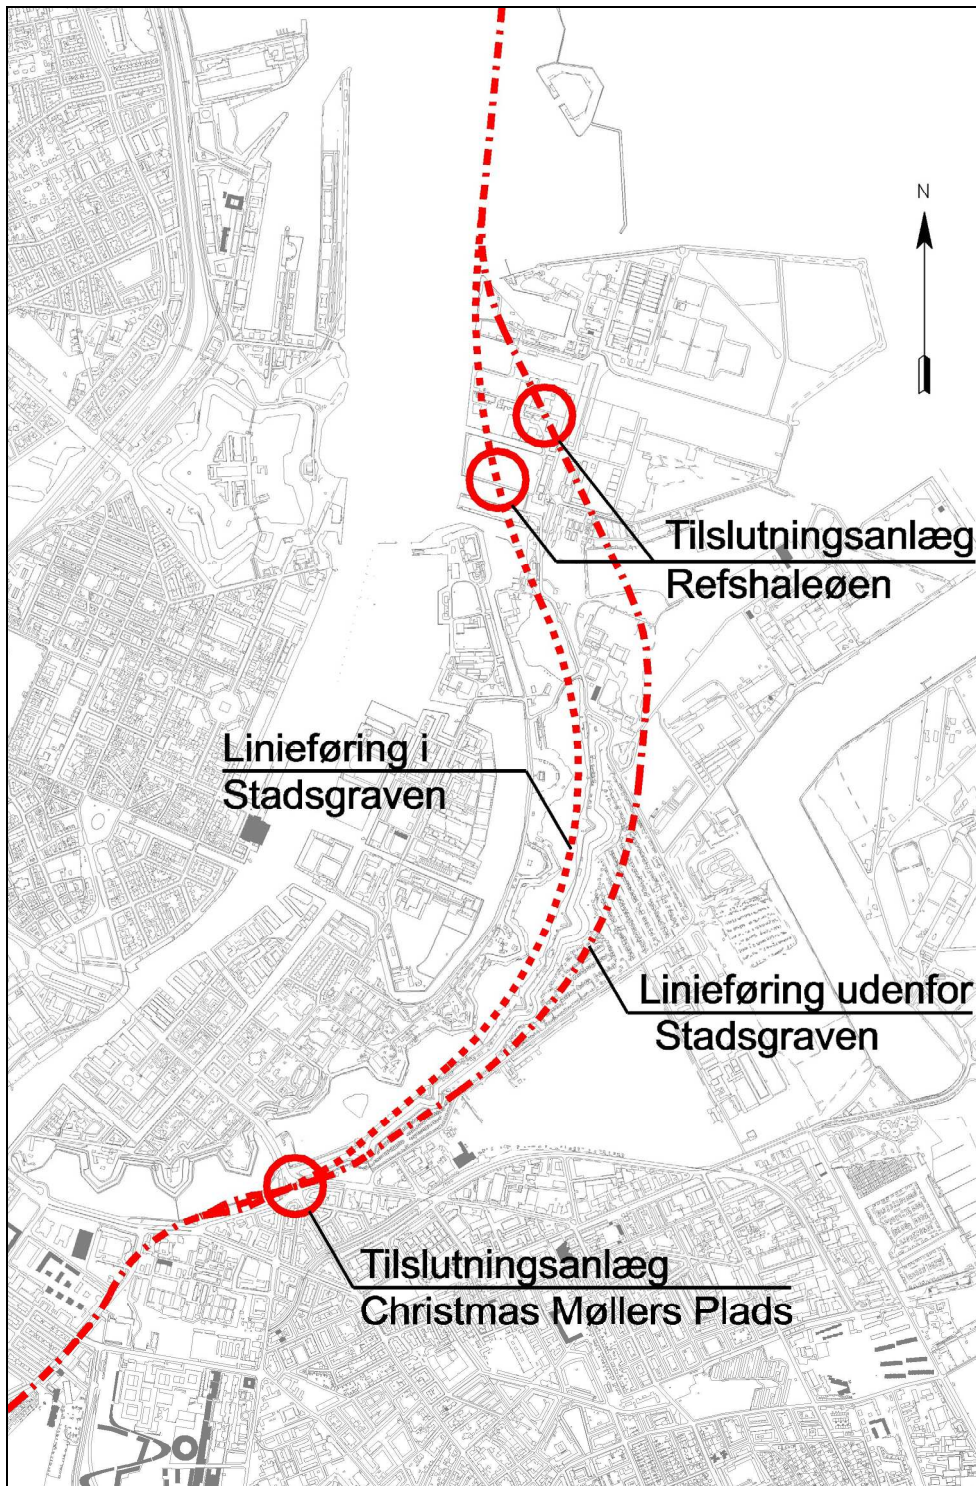 N
Tilslutningsanlæg
Refshaleøen
Linieføring i
Stadsgraven
Linieføring udenfor
Stadsgraven
Tilslutningsanlæg
Christmas Møllers Plads